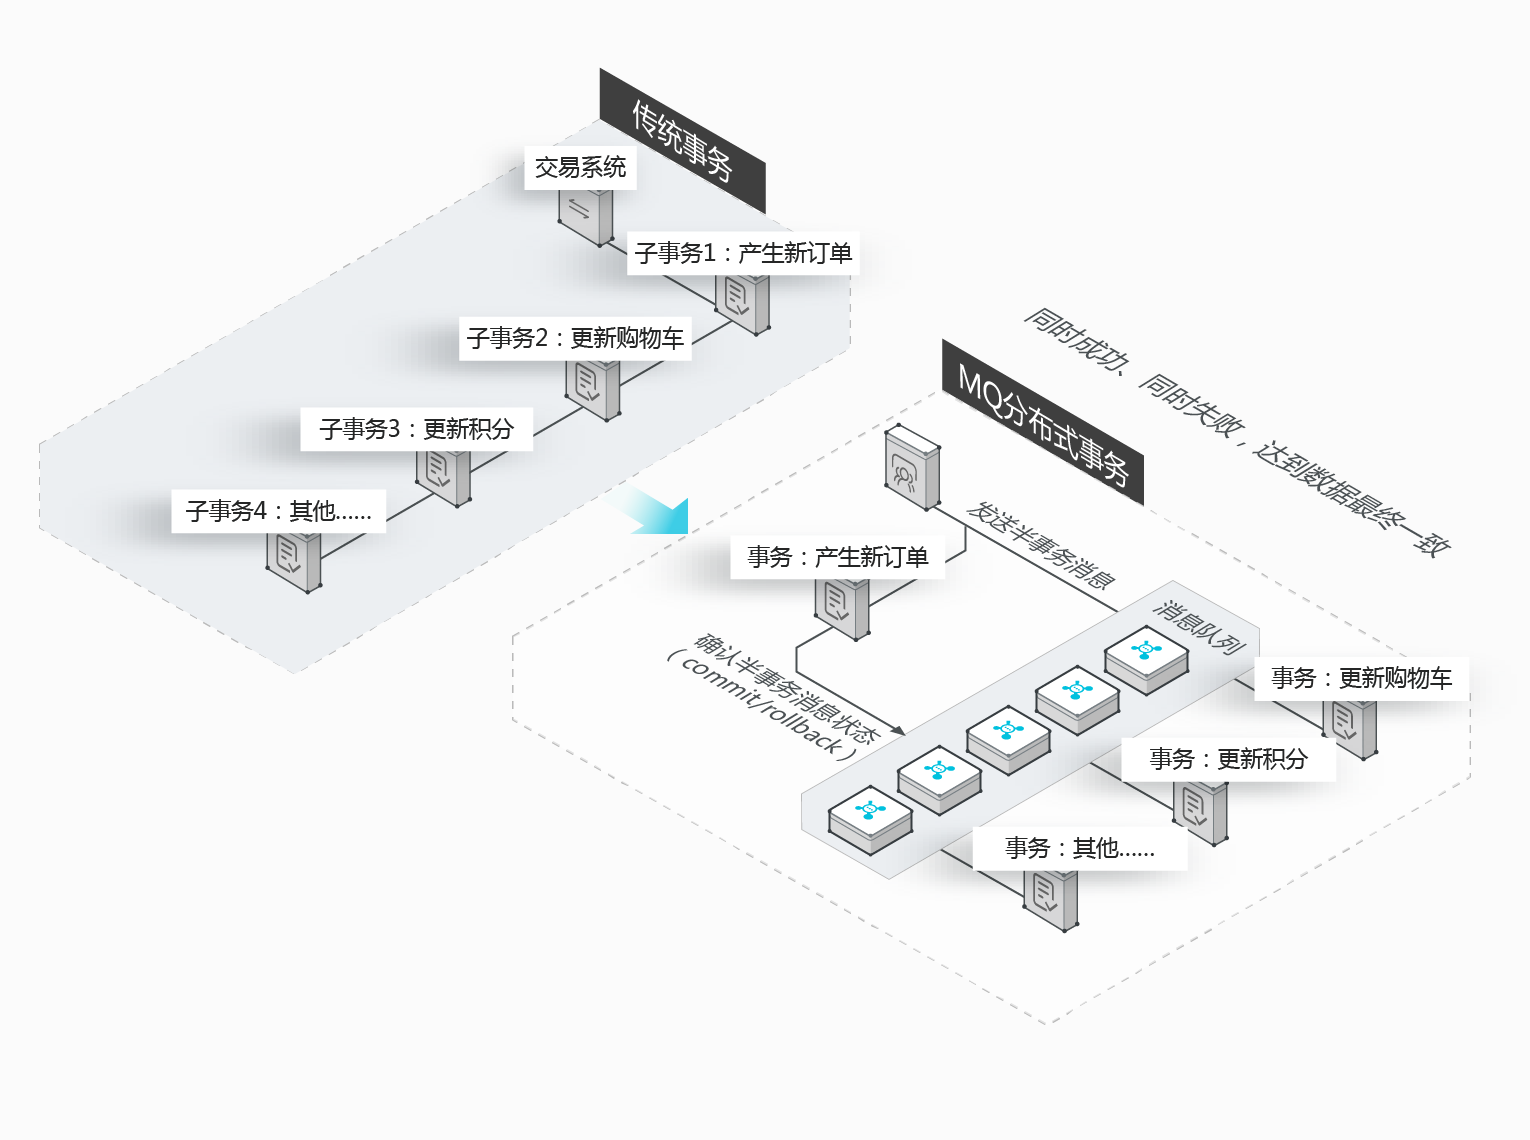 传统事务
交易系统
子事务1：产生新订单
子事务2：更新购物车
子事务3：更新积分
子事务4：其他......
同时成功、同时失败，达到数据最终一致
MQ分布式事务
发送半事务消息
事务：产生新订单
确认半事务消息状态
（commit/rollback）
消息队列
事务：更新购物车
事务：更新积分
事务：其他......